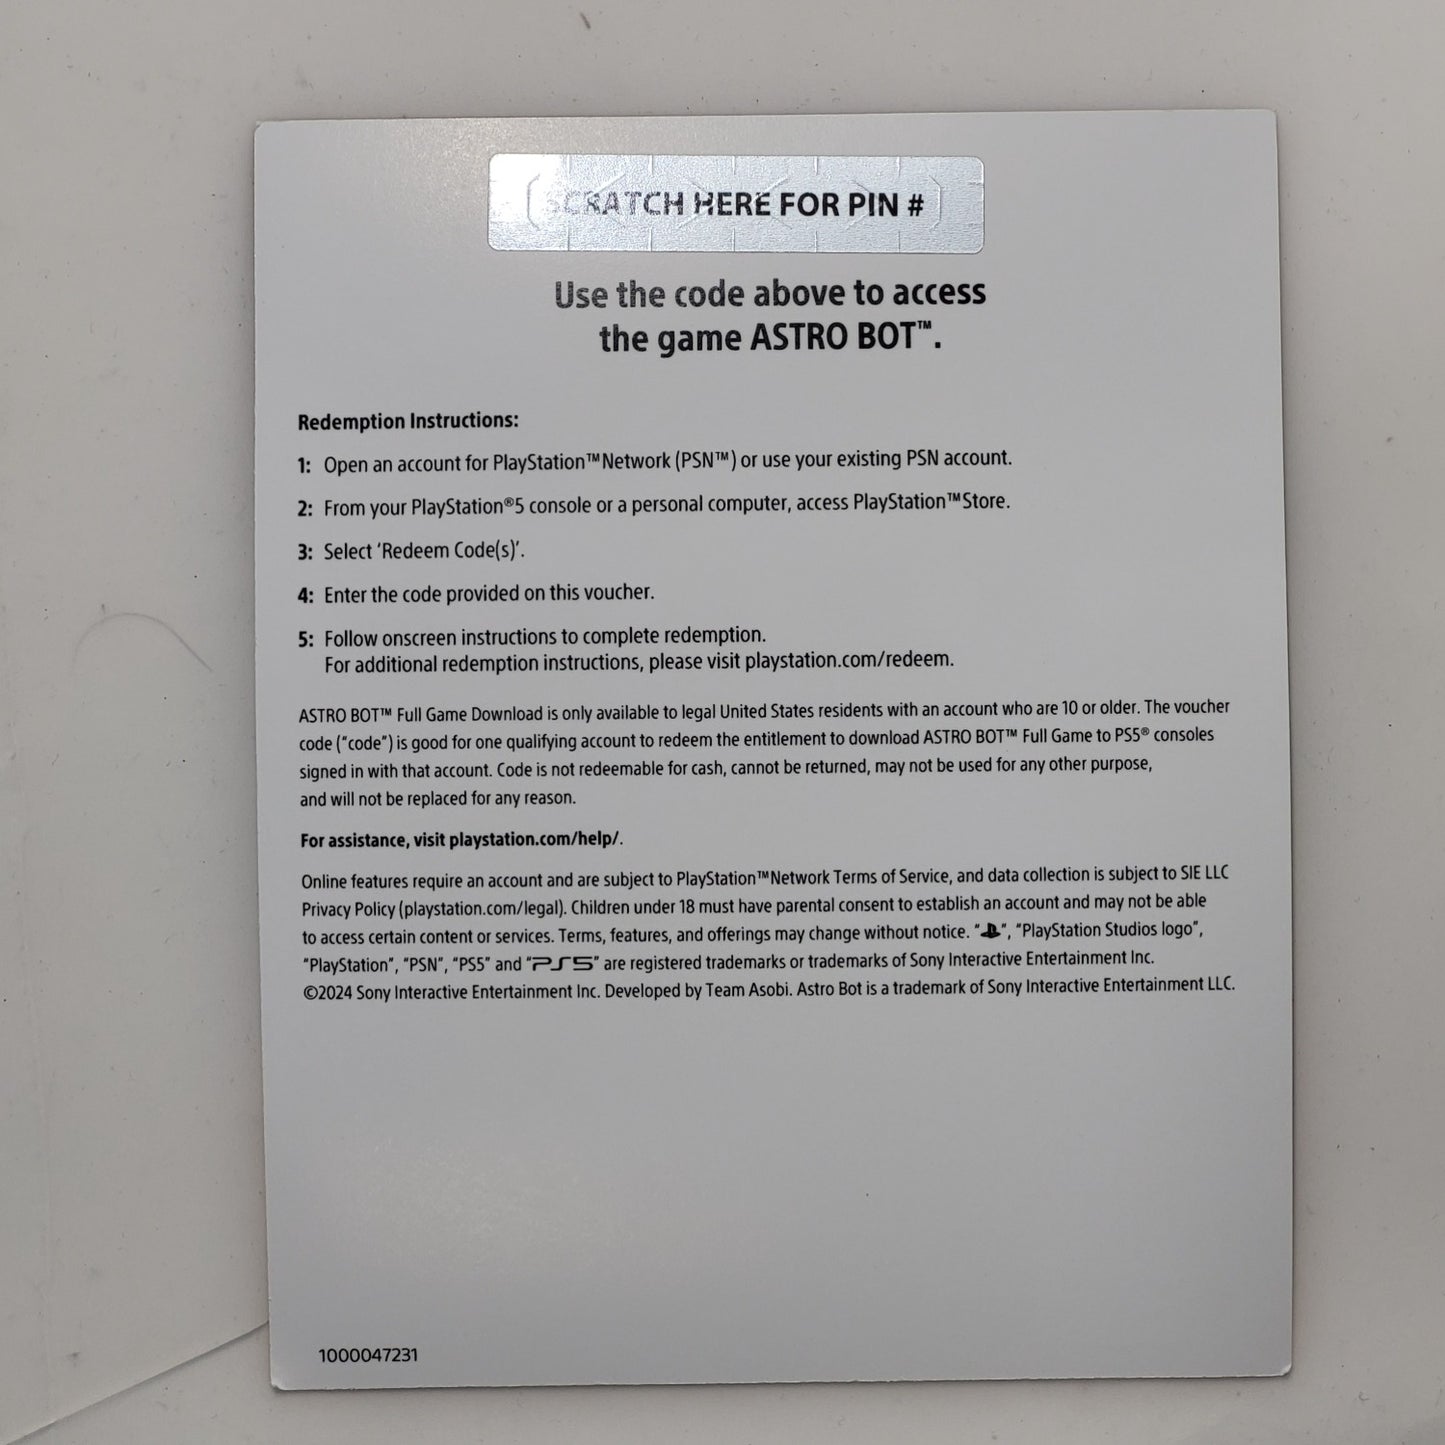 SCRATCH HERE FOR PIN #
Use the code above to access
the game ASTRO BOT™.
Redemption Instructions:
1: Open an account for PlayStation™Network (PSN™) or use your existing PSN account.
2: From your PlayStation®5 console or a personal computer, access PlayStation™Store.
3: Select ‘Redeem Code(s)’.
4: Enter the code provided on this voucher.
5: Follow onscreen instructions to complete redemption.
For additional redemption instructions, please visit playstation.com/redeem.
ASTRO BOT™ Full Game Download is only available to legal United States residents with an account who are 10 or older. The voucher
code (“code”) is good for one qualifying account to redeem the entitlement to download ASTRO BOT™ Full Game to PS5® consoles
signed in with that account. Code is not redeemable for cash, cannot be returned, may not be used for any other purpose,
and will not be replaced for any reason.
For assistance, visit playstation.com/help/.
Online features require an account and are subject to PlayStation™Network Terms of Service, and data collection is subject to SIE LLC
Privacy Policy (playstation.com/legal). Children under 18 must have parental consent to establish an account and may not be able
to access certain content or services. Terms, features, and offerings may change without notice. “ ”, “PlayStation Studios logo”,
“PlayStation”, “PSN”, “PS5” and “PS5” are registered trademarks or trademarks of Sony Interactive Entertainment Inc.
©2024 Sony Interactive Entertainment Inc. Developed by Team Asobi. Astro Bot is a trademark of Sony Interactive Entertainment LLC.
1000047231